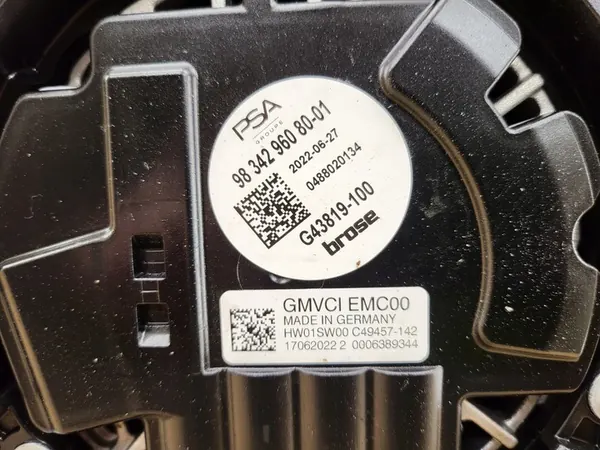 PSA
GROUPE
98 342 960 80-01
2022-06-27
0488020134
G43819-100
brose
GMVCI EMC00
MADE IN GERMANY
HW01SW00 C49457-142
17062022 2 0006389344